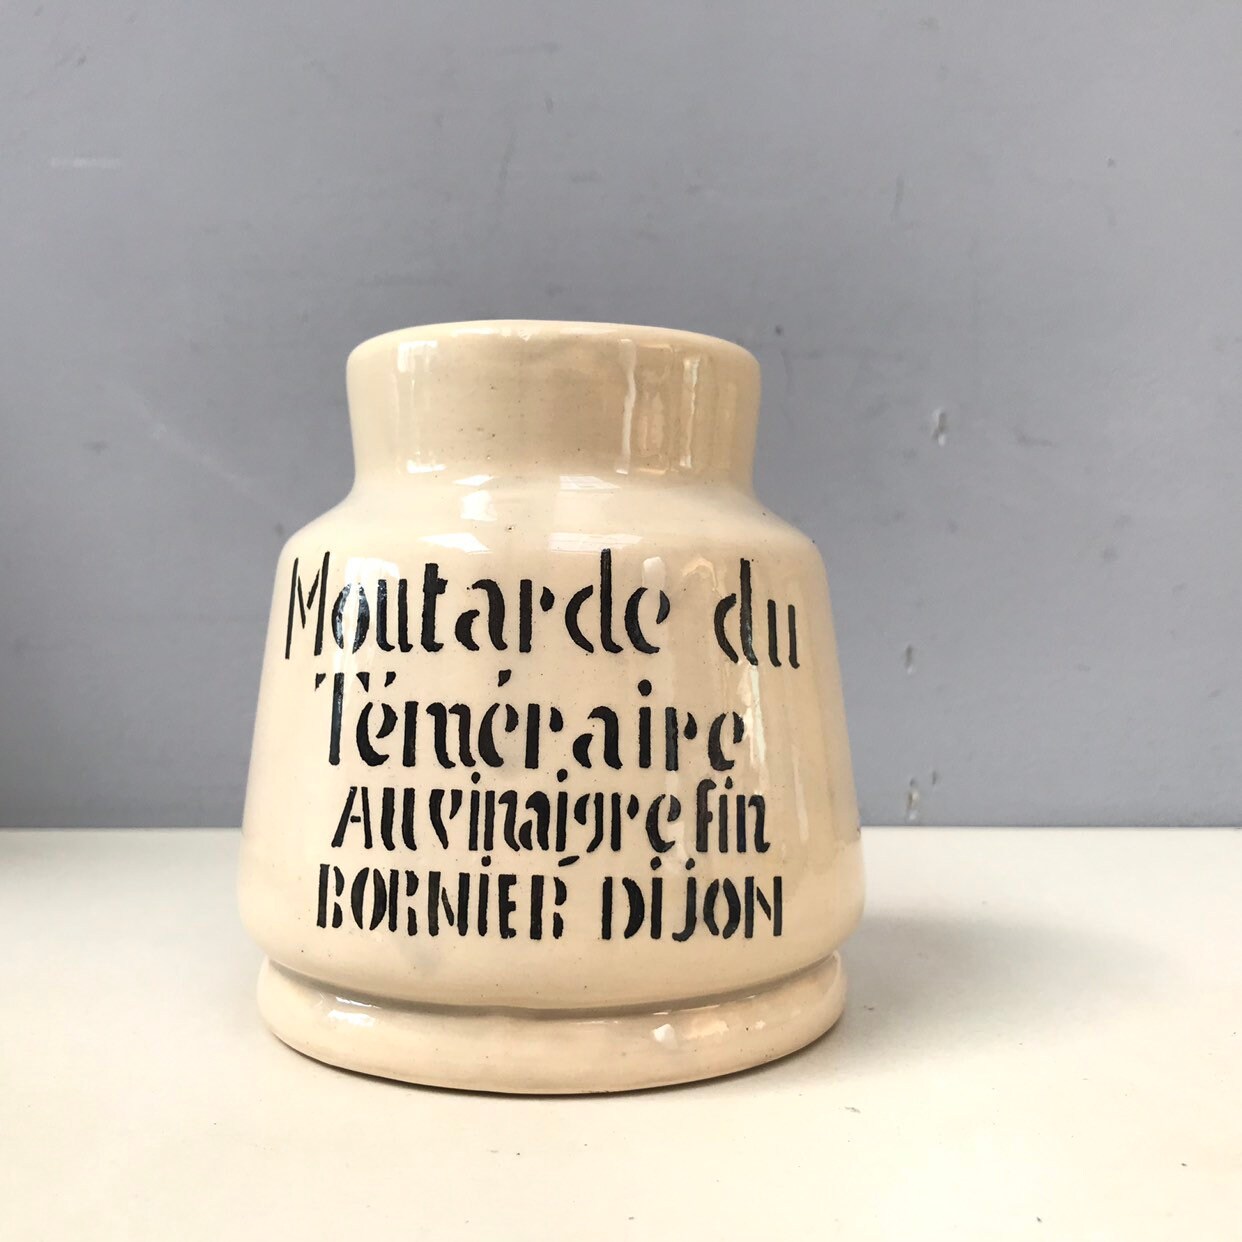 Moutarde du
Téméraire
Au vinaigre fin
BORNIER DIJON